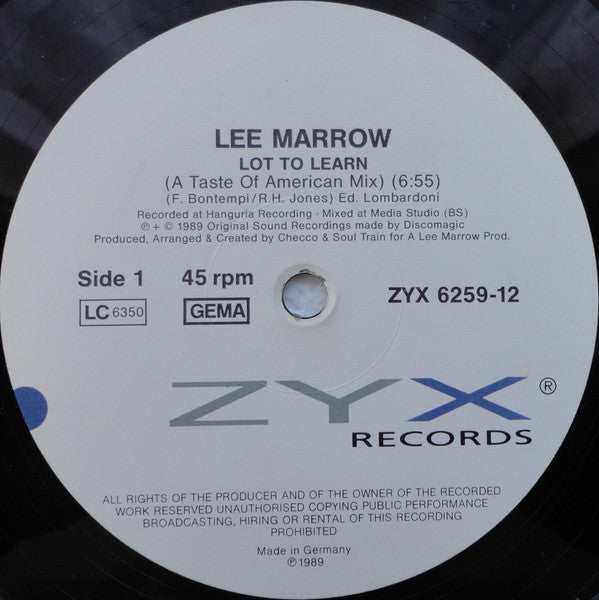 LEE MARROW
LOT TO LEARN
(A Taste Of American Mix) (6:55)
(F. Bontempi/R.H. Jones) Ed. Lombardoni
Recorded at Hanguria Recording · Mixed at Media Studio (BS)
℗ + © 1989 Original Sound Recordings made by Discomagic
Produced, Arranged & Created by Checco & Soul Train for A Lee Marrow Prod.
Side 1 45 rpm
LC 6350 GEMA ZYX 6259-12
ZYX ®
RECORDS
ALL RIGHTS OF THE PRODUCER AND OF THE OWNER OF THE RECORDED
WORK RESERVED UNAUTHORISED COPYING PUBLIC PERFORMANCE
BROADCASTING, HIRING OR RENTAL OF THIS RECORDING
PROHIBITED
Made in Germany
℗ 1989